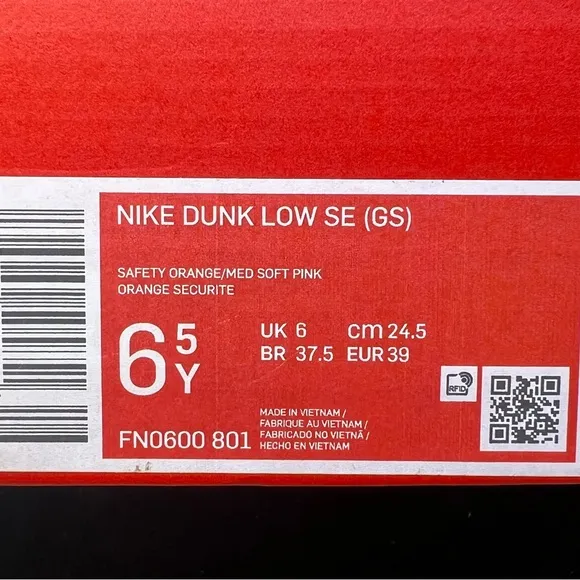 NIKE DUNK LOW SE (GS)
SAFETY ORANGE/MED SOFT PINK
ORANGE SECURITE
6 5 Y
UK 6 cm 24.5
BR 37.5 EUR 39
RFID
FN0600 801
MADE IN VIETNAM /
FABRIQUE AU VIETNAM /
FABRICADO NO VIETNÃ /
HECHO EN VIETNAM